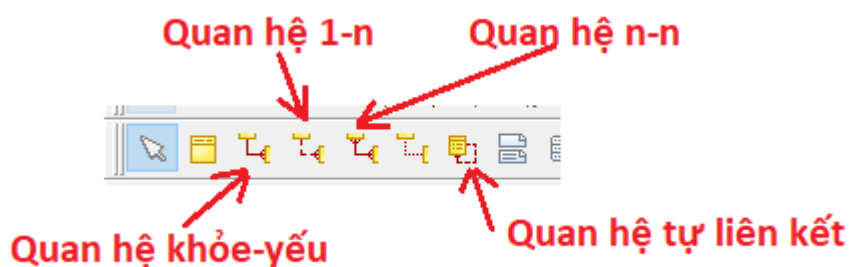 Quan hệ 1-n
Quan hệ n-n
Quan hệ khỏe-yếu
Quan hệ tự liên kết